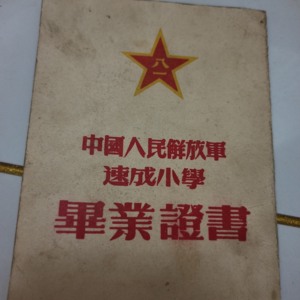 八一
中國人民解放軍
速成小學
畢業證書